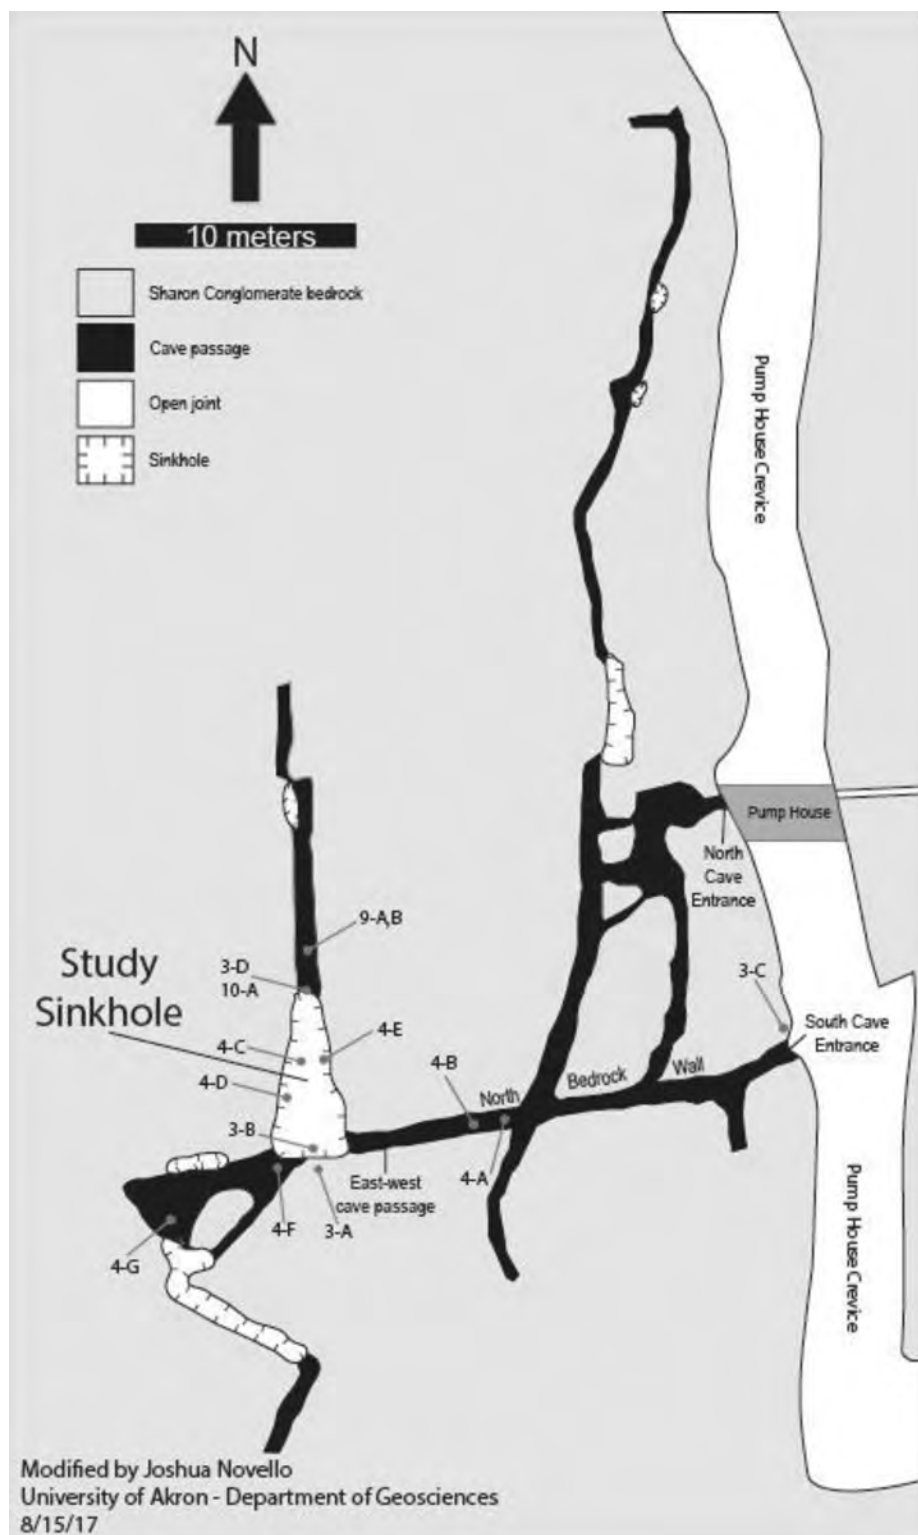 N
10 meters
Sharon Conglomerate bedrock
Cave passage
Open joint
Sinkhole
Pump House Crevice
Pump House
North
Cave
Entrance
9-A,B
Study
Sinkhole
3-D
10-A
3-C
South Cave
Entrance
4-E
4-C
4-D
4-B
North
Bedrock
Wall
3-B
4-A
East-west
cave passage
4-F
3-A
4-G
Pump House Crevice
Modified by Joshua Novello
University of Akron - Department of Geosciences
8/15/17